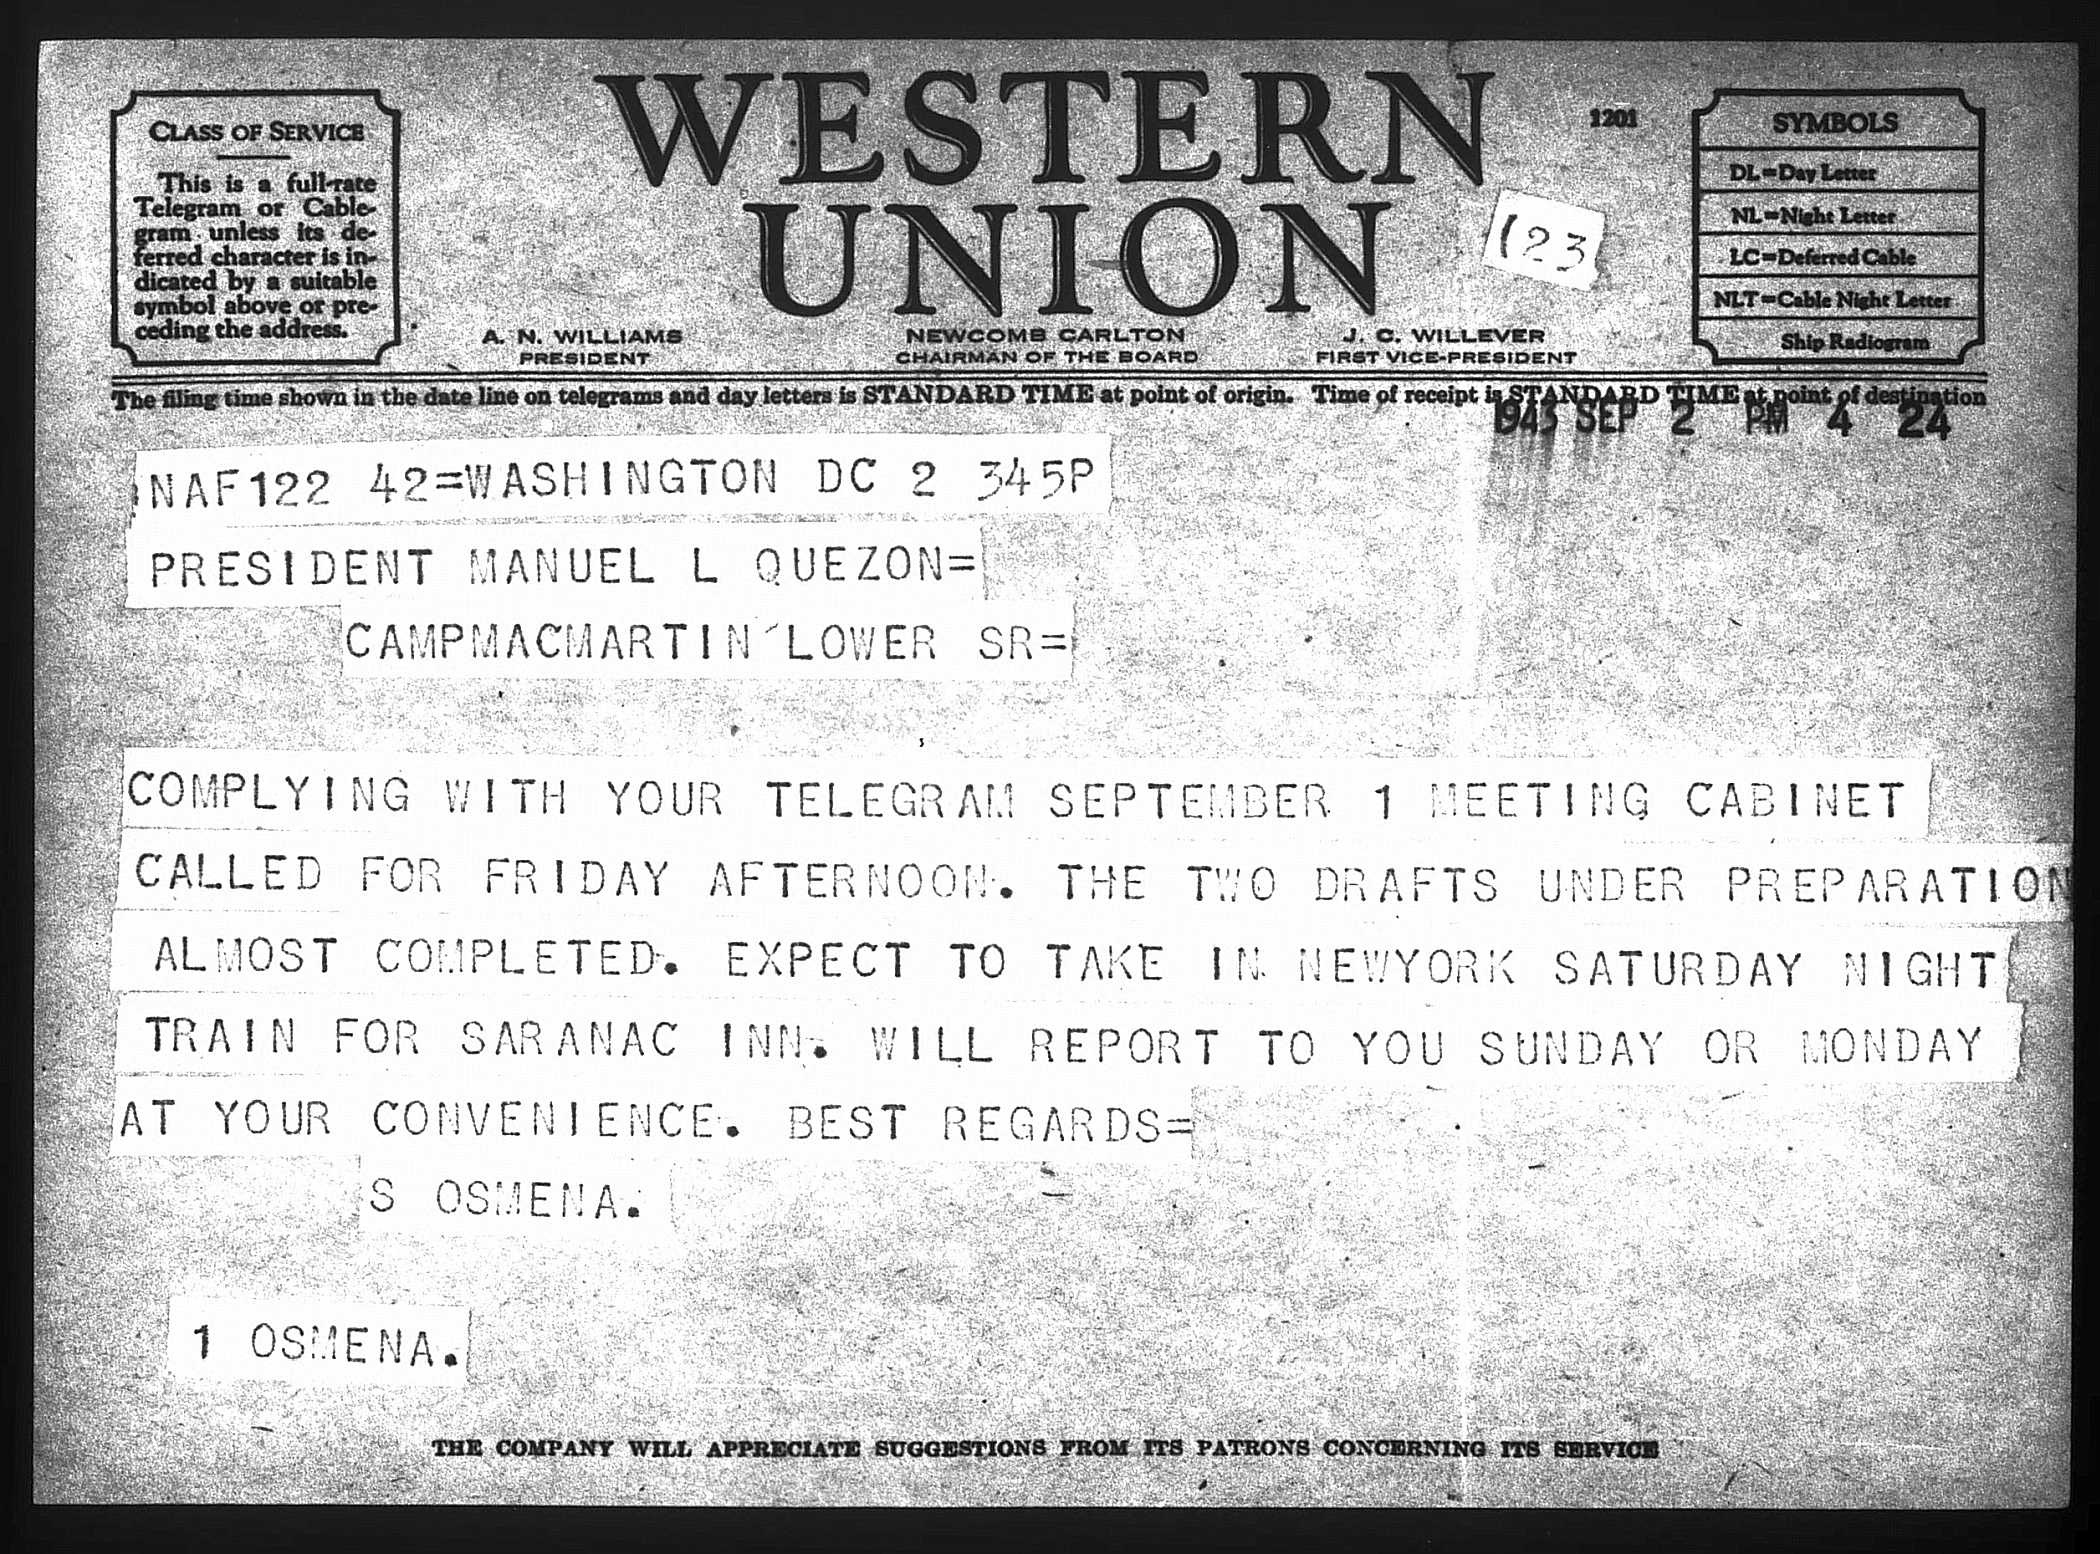 CLASS OF SERVICE
This is a full-rate
Telegram or Cable-
gram unless its de-
ferred character is in-
dicated by a suitable
symbol above or pre-
ceding the address.
WESTERN
UNION
1201
(23
SYMBOLS
DL=Day Letter
NL=Night Letter
LC=Deferred Cable
NLT=Cable Night Letter
Ship Radiogram
A. N. WILLIAMS
PRESIDENT
NEWCOMB CARLTON
CHAIRMAN OF THE BOARD
J. C. WILLEVER
FIRST VICE-PRESIDENT
The filing time shown in the date line on telegrams and day letters is STANDARD TIME at point of origin. Time of receipt is STANDARD TIME at point of destination
1943 SEP 2 PM 4 24
NAF122 42=WASHINGTON DC 2 345P
PRESIDENT MANUEL L QUEZON=
CAMPMACMARTIN LOWER SR=
COMPLYING WITH YOUR TELEGRAM SEPTEMBER 1 MEETING CABINET
CALLED FOR FRIDAY AFTERNOON. THE TWO DRAFTS UNDER PREPARATION
ALMOST COMPLETED. EXPECT TO TAKE IN NEWYORK SATURDAY NIGHT
TRAIN FOR SARANAC INN. WILL REPORT TO YOU SUNDAY OR MONDAY
AT YOUR CONVENIENCE. BEST REGARDS=
S OSMENA.
1 OSMENA.
THE COMPANY WILL APPRECIATE SUGGESTIONS FROM ITS PATRONS CONCERNING ITS SERVICE